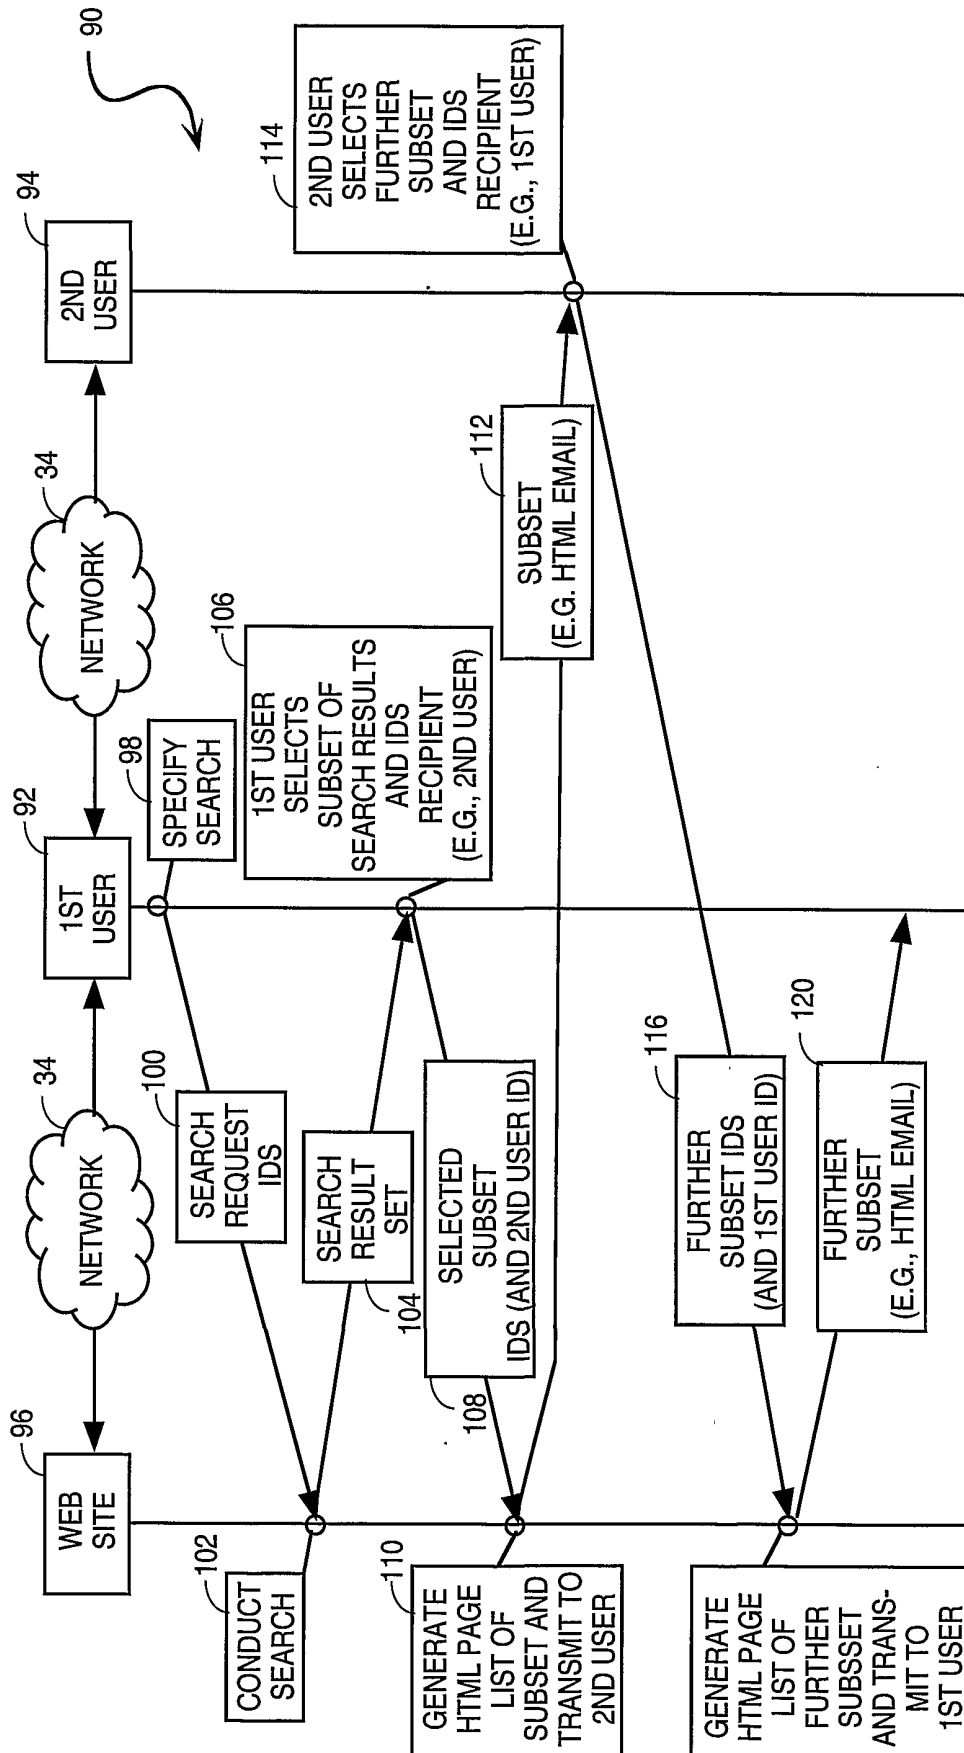 90
WEB
SITE
96
NETWORK
34
1ST
USER
92
NETWORK
34
2ND
USER
94
SPECIFY
SEARCH
98
SEARCH
REQUEST
IDS
100
CONDUCT
SEARCH
102
SEARCH
RESULT
SET
104
1ST USER
SELECTS
SUBSET OF
SEARCH RESULTS
AND IDS
RECIPIENT
(E.G., 2ND USER)
106
SELECTED
SUBSET
IDS (AND 2ND USER ID)
108
GENERATE
HTML PAGE
LIST OF
SUBSET AND
TRANSMIT TO
2ND USER
110
SUBSET
(E.G. HTML EMAIL)
112
2ND USER
SELECTS
FURTHER
SUBSET
AND IDS
RECIPIENT
(E.G., 1ST USER)
114
FURTHER
SUBSET IDS
(AND 1ST USER ID)
116
GENERATE
HTML PAGE
LIST OF
FURTHER
SUBSSET
AND TRANS-
MIT TO
1ST USER
FURTHER
SUBSET
(E.G., HTML EMAIL)
120